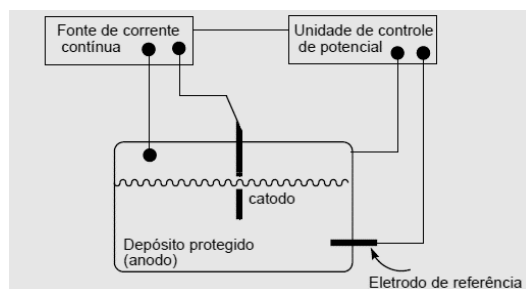 Fonte de corrente
contínua
Unidade de controle
de potencial
catodo
Depósito protegido
(anodo)
Eletrodo de referência